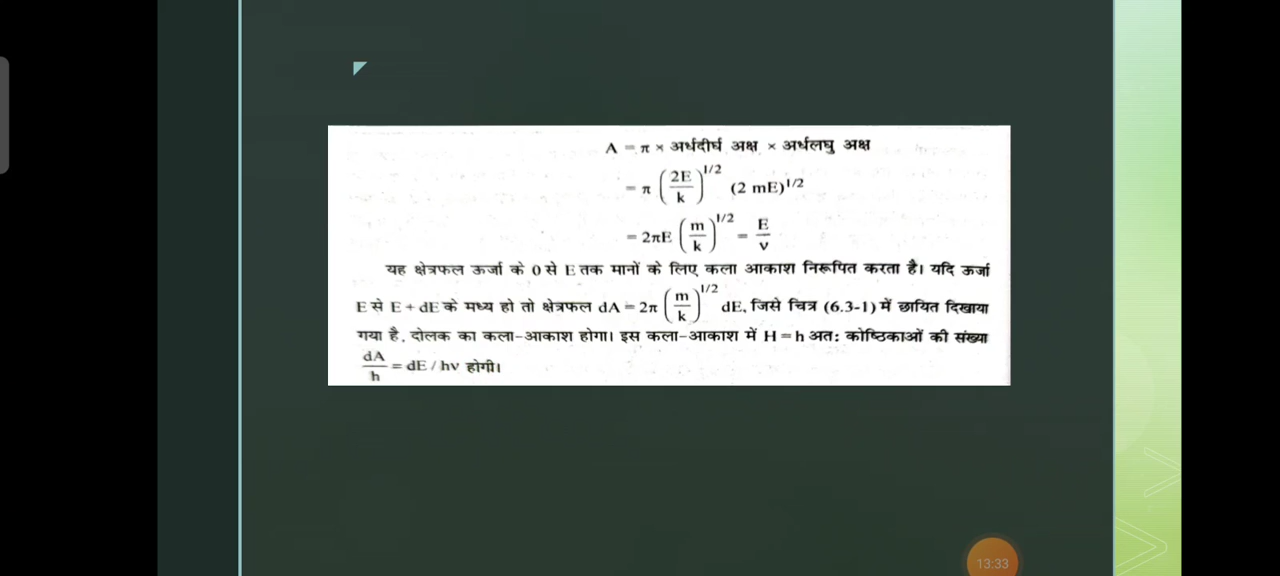 A = π × अर्धदीर्घ अक्ष × अर्धलघु अक्ष
= π (2E/k)^1/2 (2 mE)^1/2
= 2πE (m/k)^1/2 = E/ν
यह क्षेत्रफल ऊर्जा के 0 से E तक मानों के लिए कला आकाश निरूपित करता है। यदि ऊर्जा
E से E + dE के मध्य हो तो क्षेत्रफल dA = 2π (m/k)^1/2 dE, जिसे चित्र (6.3-1) में छायित दिखाया
गया है, दोलक का कला-आकाश होगा। इस कला-आकाश में H = h अत: कोष्ठिकाओं की संख्या
dA/h = dE / hν होगी।
13:33